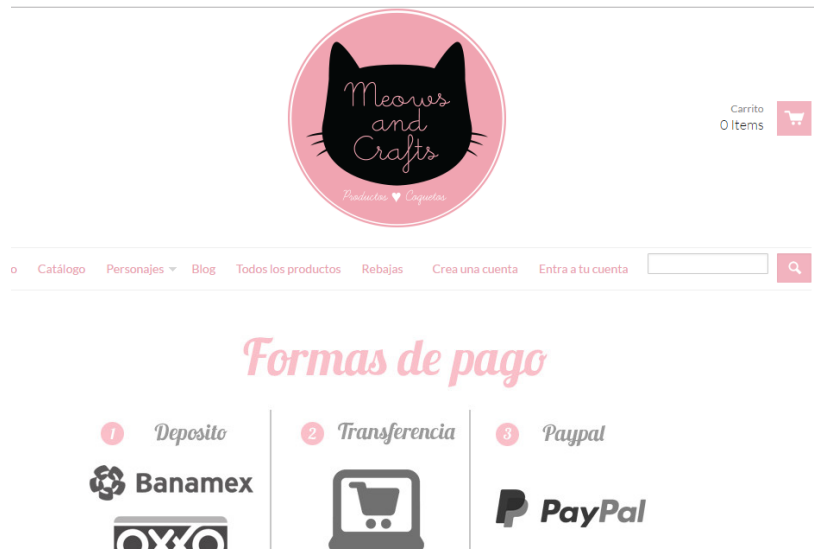 Meows
and
Crafts
Productos ♥ Coquetos
Carrito
0 Items
o Catálogo Personajes Blog Todos los productos Rebajas Crea una cuenta Entra a tu cuenta
Formas de pago
1 Deposito
2 Transferencia
3 Paypal
Banamex
OXXO
PayPal